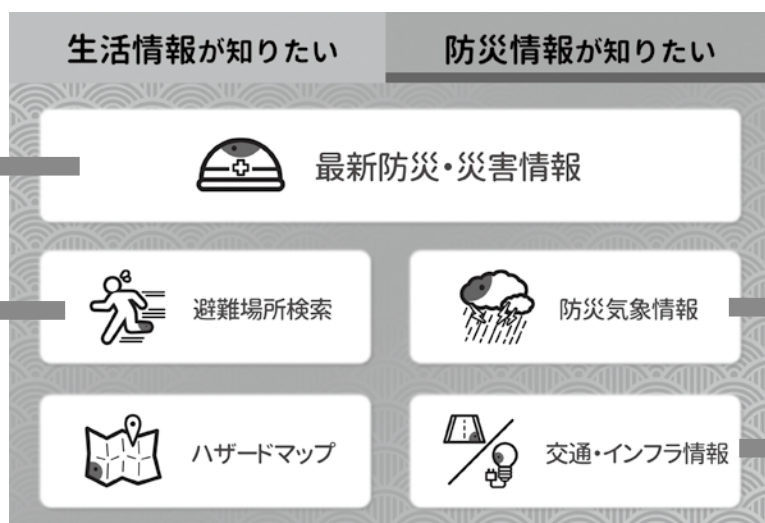 生活情報が知りたい
防災情報が知りたい
最新防災・災害情報
避難場所検索
防災気象情報
ハザードマップ
交通・インフラ情報